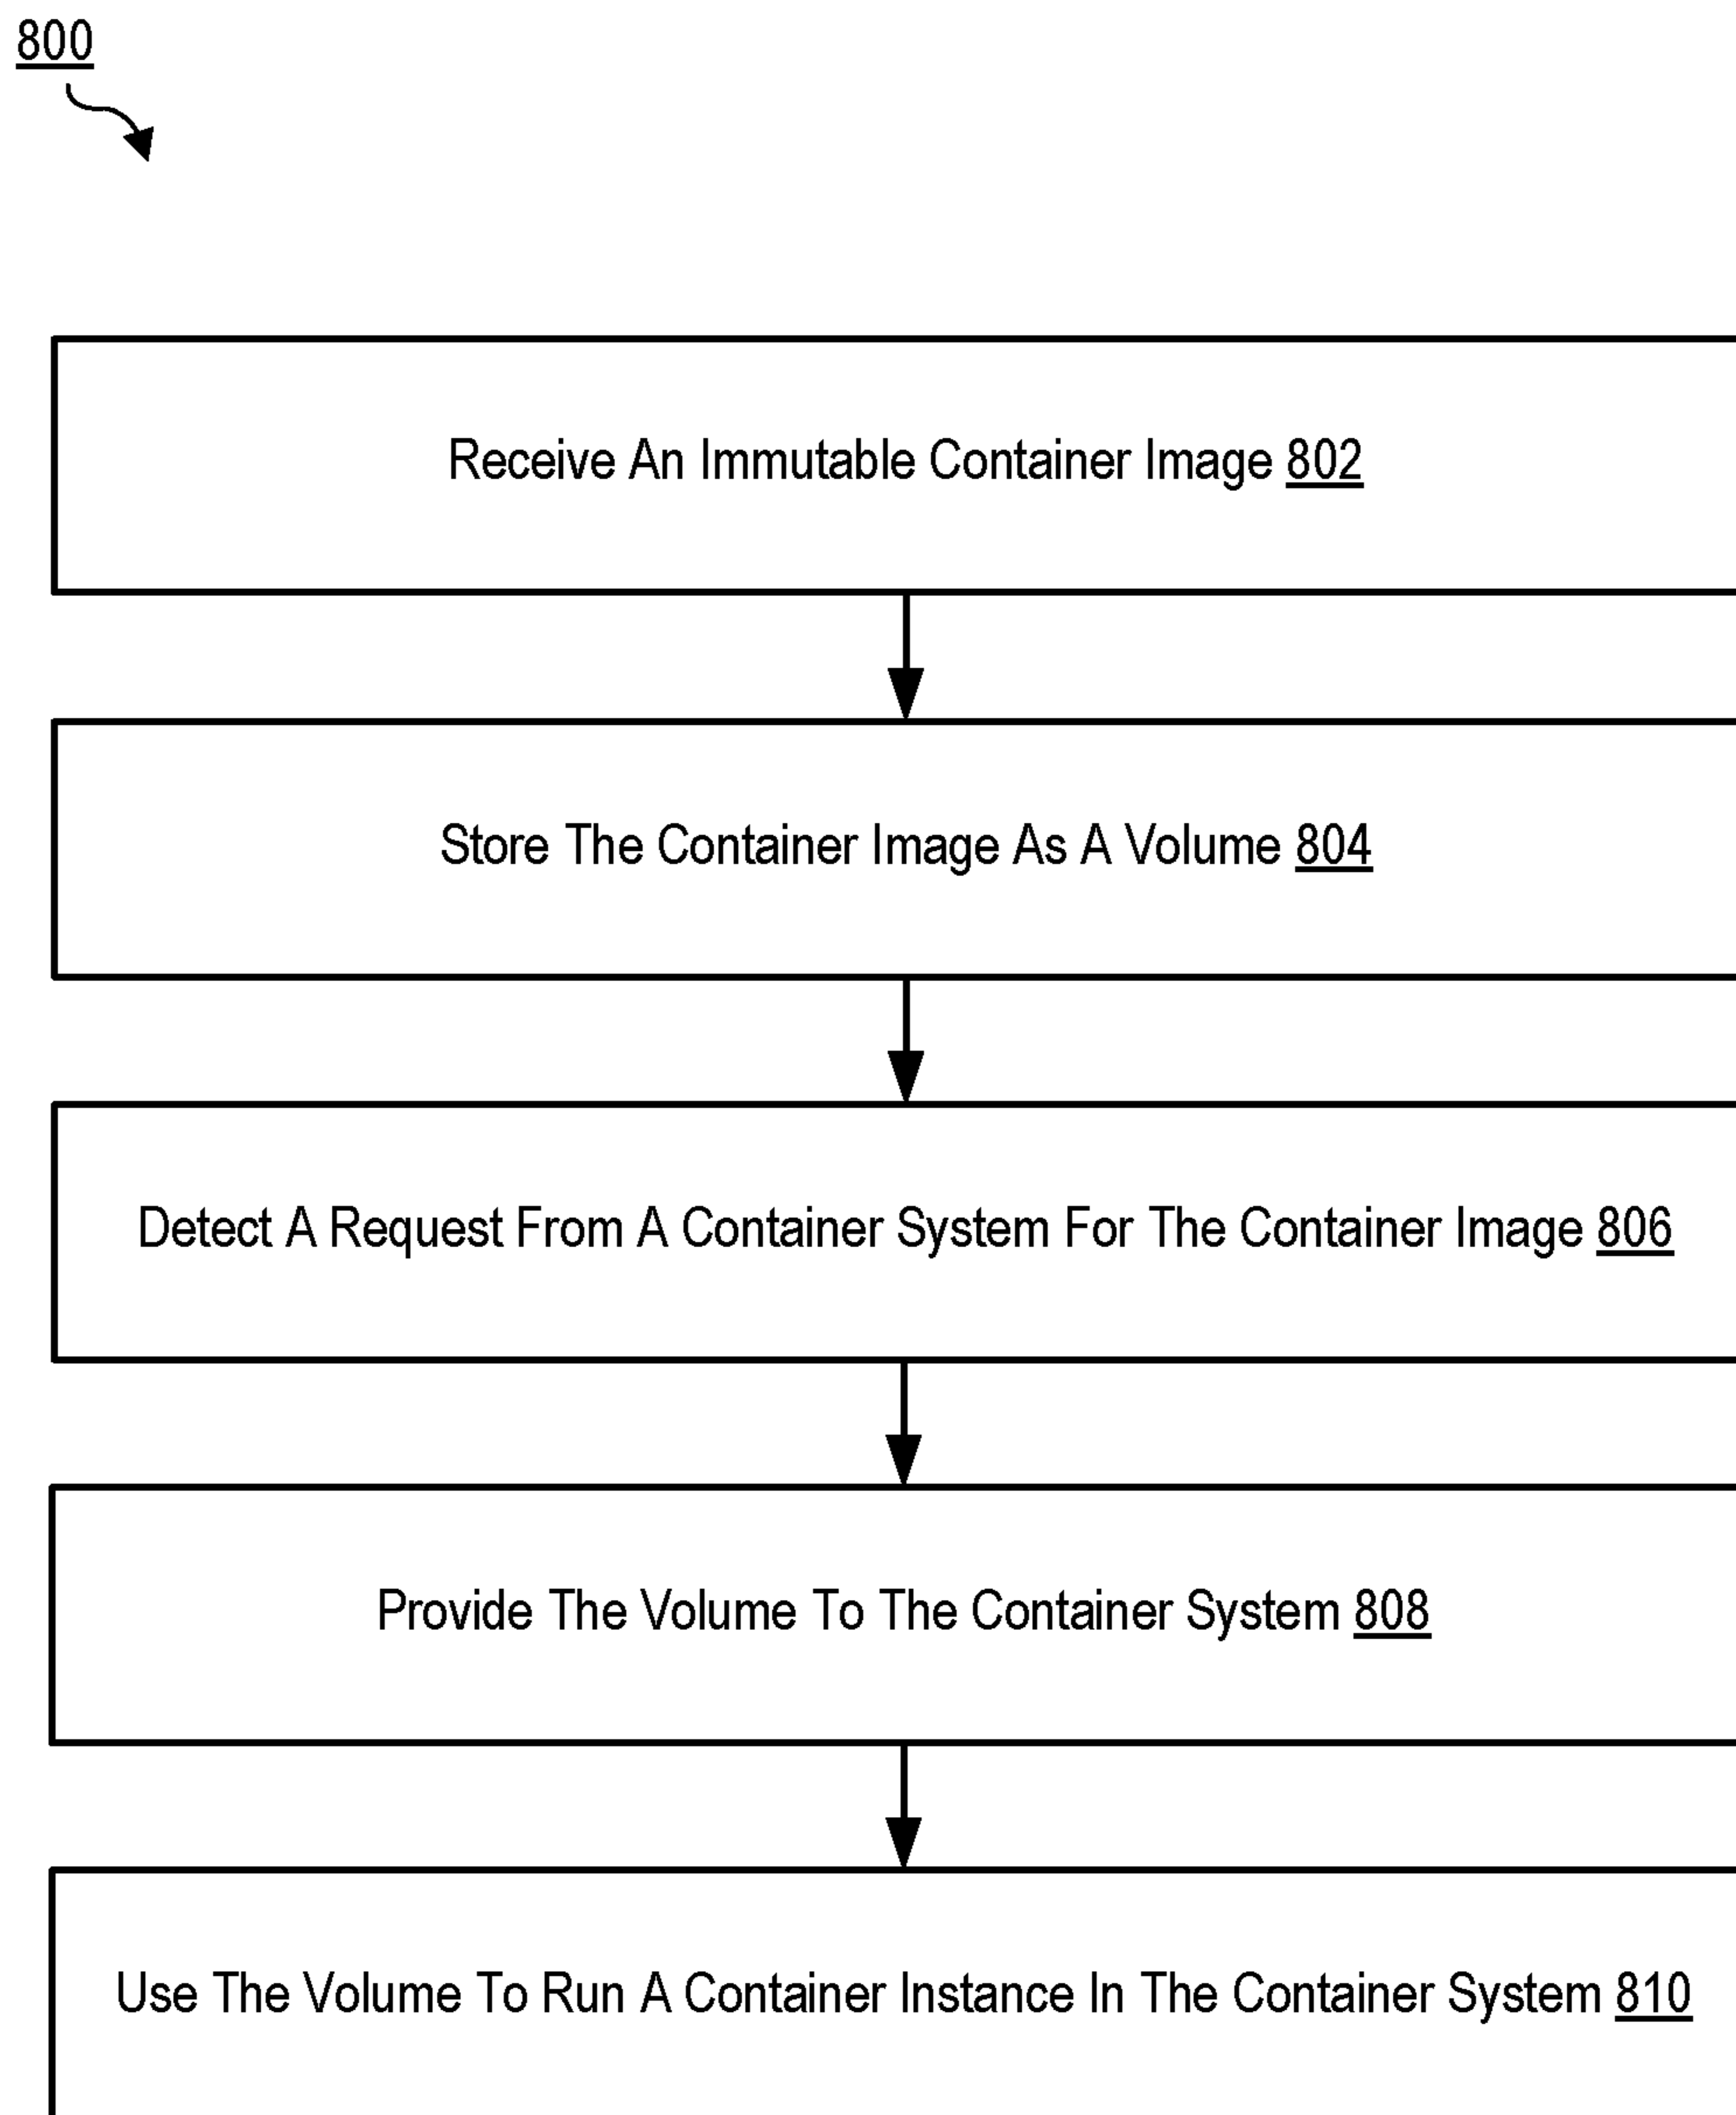 800
Receive An Immutable Container Image 802
Store The Container Image As A Volume 804
Detect A Request From A Container System For The Container Image 806
Provide The Volume To The Container System 808
Use The Volume To Run A Container Instance In The Container System 810